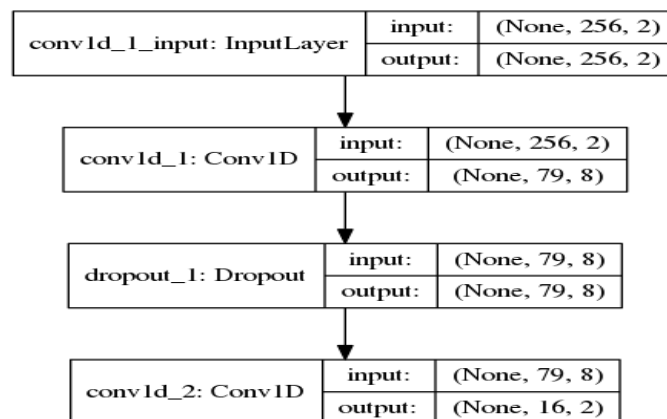 conv1d_1_input: InputLayer
input: (None, 256, 2)
output: (None, 256, 2)
conv1d_1: Conv1D
input: (None, 256, 2)
output: (None, 79, 8)
dropout_1: Dropout
input: (None, 79, 8)
output: (None, 79, 8)
conv1d_2: Conv1D
input: (None, 79, 8)
output: (None, 16, 2)